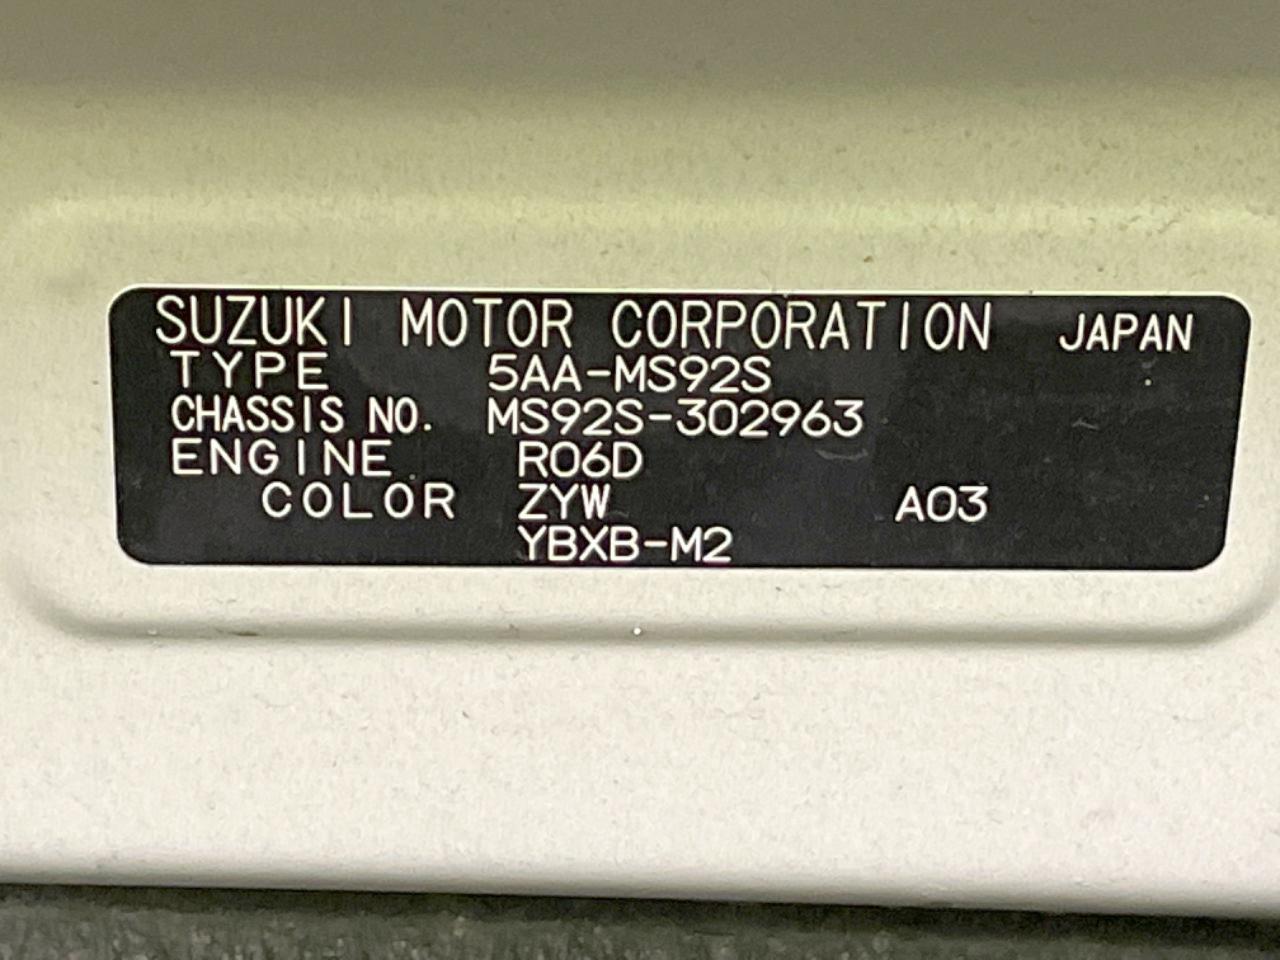 SUZUKI MOTOR CORPORATION JAPAN
TYPE 5AA-MS92S
CHASSIS NO. MS92S-302963
ENGINE R06D
COLOR ZYW A03
YBXB-M2